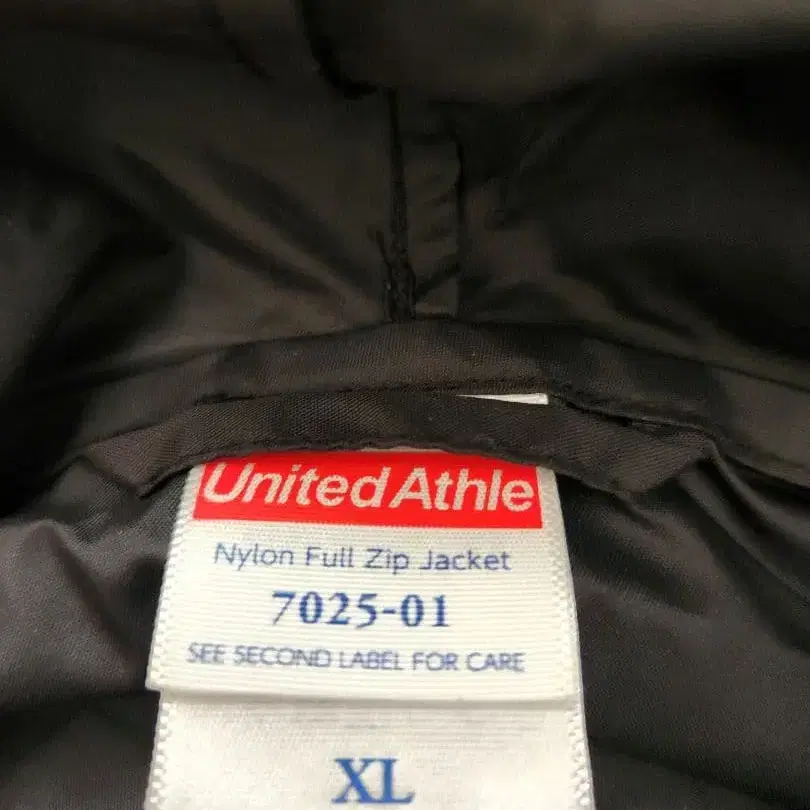 United Athle
Nylon Full Zip Jacket
7025-01
SEE SECOND LABEL FOR CARE
XL